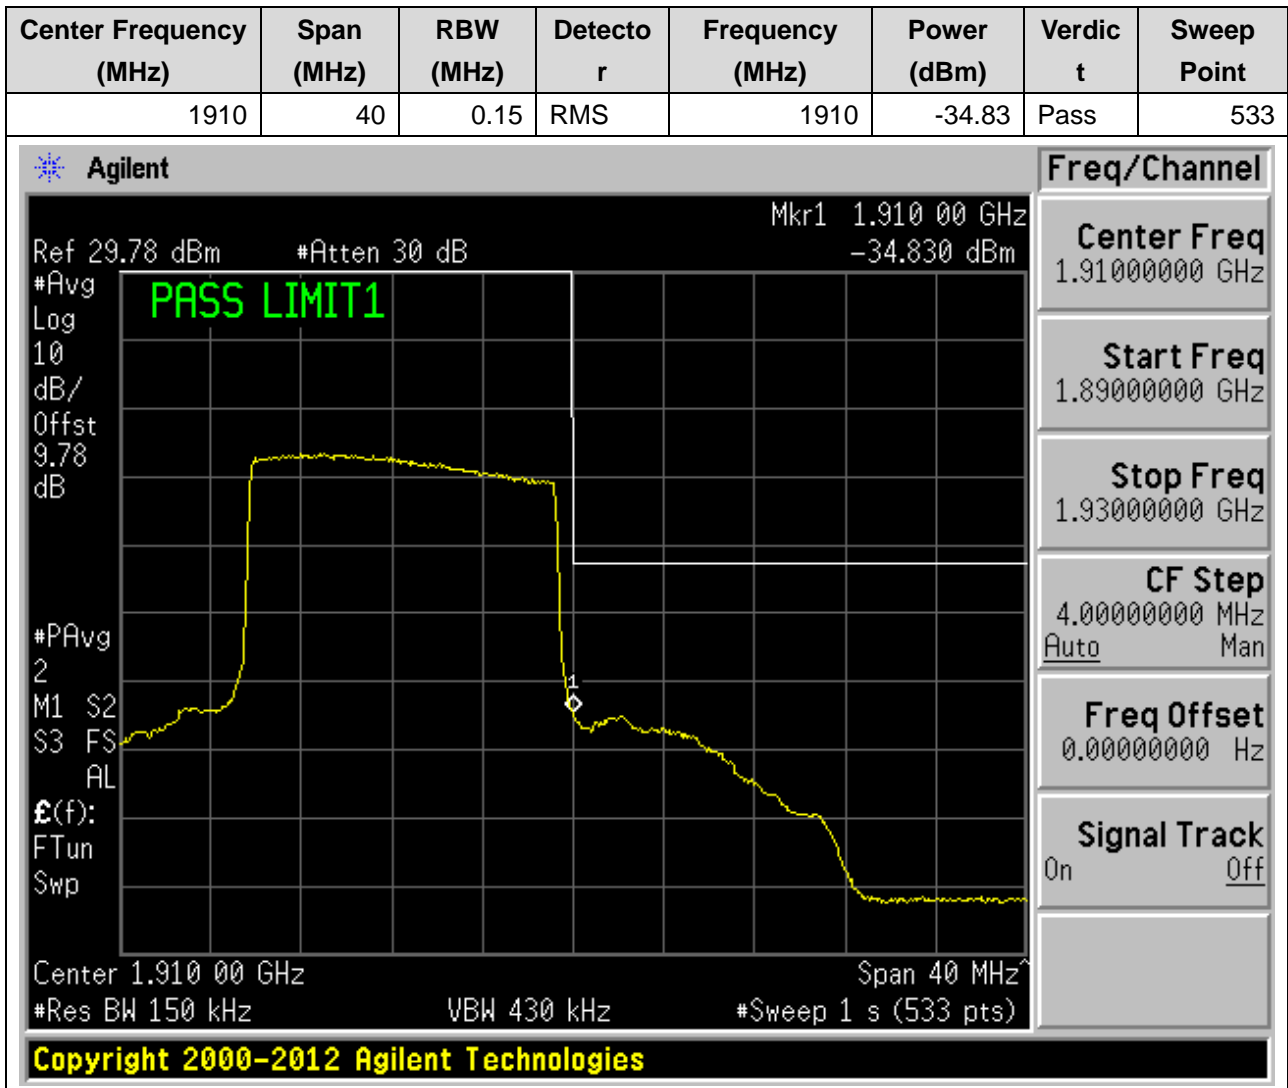 Center Frequency (MHz) Span (MHz) RBW (MHz) Detecto r Frequency (MHz) Power (dBm) Verdic t Sweep Point
1910 40 0.15 RMS 1910 -34.83 Pass 533
Agilent
Freq/Channel
Mkr1 1.910 00 GHz
Ref 29.78 dBm #Atten 30 dB -34.830 dBm
#Avg
Log
10
dB/
Offst
9.78
dB
PASS LIMIT1
#PAvg
2
M1 S2
S3 FS
AL
£(f):
FTun
Swp
1
Center 1.910 00 GHz Span 40 MHz^
#Res BW 150 kHz VBW 430 kHz #Sweep 1 s (533 pts)
Center Freq
1.91000000 GHz
Start Freq
1.89000000 GHz
Stop Freq
1.93000000 GHz
CF Step
4.00000000 MHz
Auto Man
Freq Offset
0.00000000 Hz
Signal Track
On Off
Copyright 2000-2012 Agilent Technologies